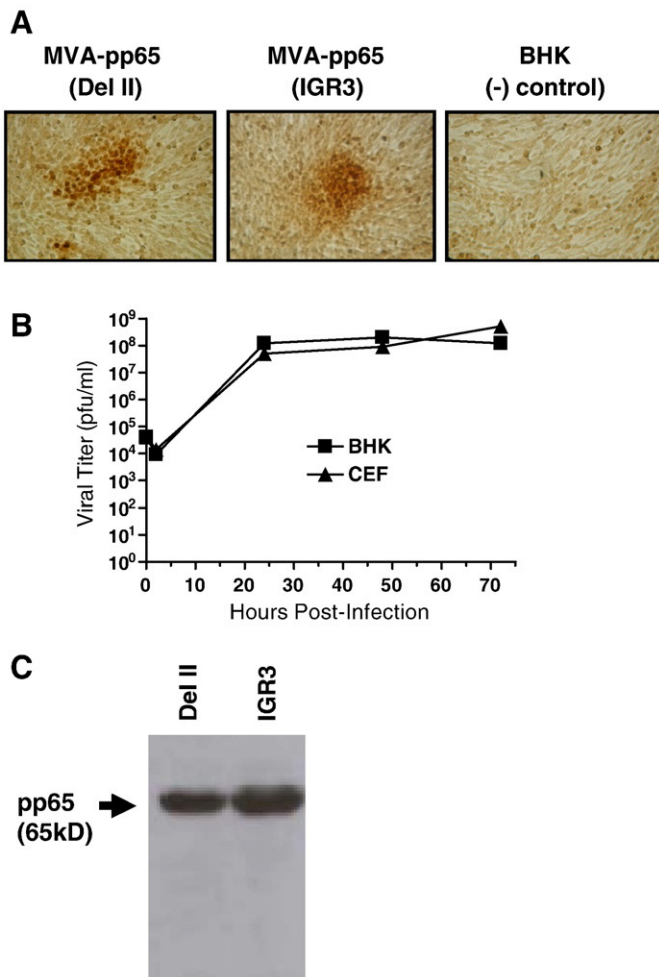 A
MVA-pp65
(Del II)
MVA-pp65
(IGR3)
BHK
(-) control)
B
Viral Titer (pfu/ml)
10⁹
10⁸
10⁷
10⁶
10⁵
10⁴
10³
10²
10¹
10⁰
BHK
CEF
0 10 20 30 40 50 60 70
Hours Post-Infection
C
Del II
IGR3
pp65
(65kD)